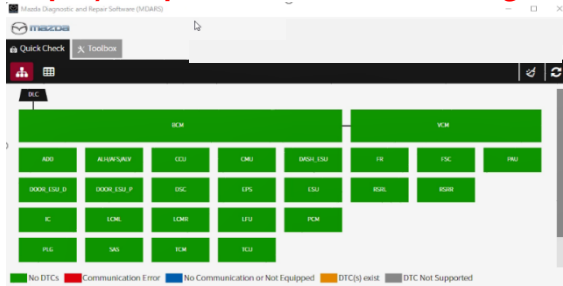 Mazda Diagnostic and Repair Software (MDARS)
mazda
Quick Check Toolbox
DLC
BCM VCM
ADO ALH/AFS/ALV CCU CMU DASH_ESU FR FSC PAU
DOOR_ESU_D DOOR_ESU_P DSC EPS ESU RSRL RSRR
IC LCML LCMR LFU PCM
PLG SAS TCM TCU
No DTCs Communication Error No Communication or Not Equipped DTC(s) exist DTC Not Supported